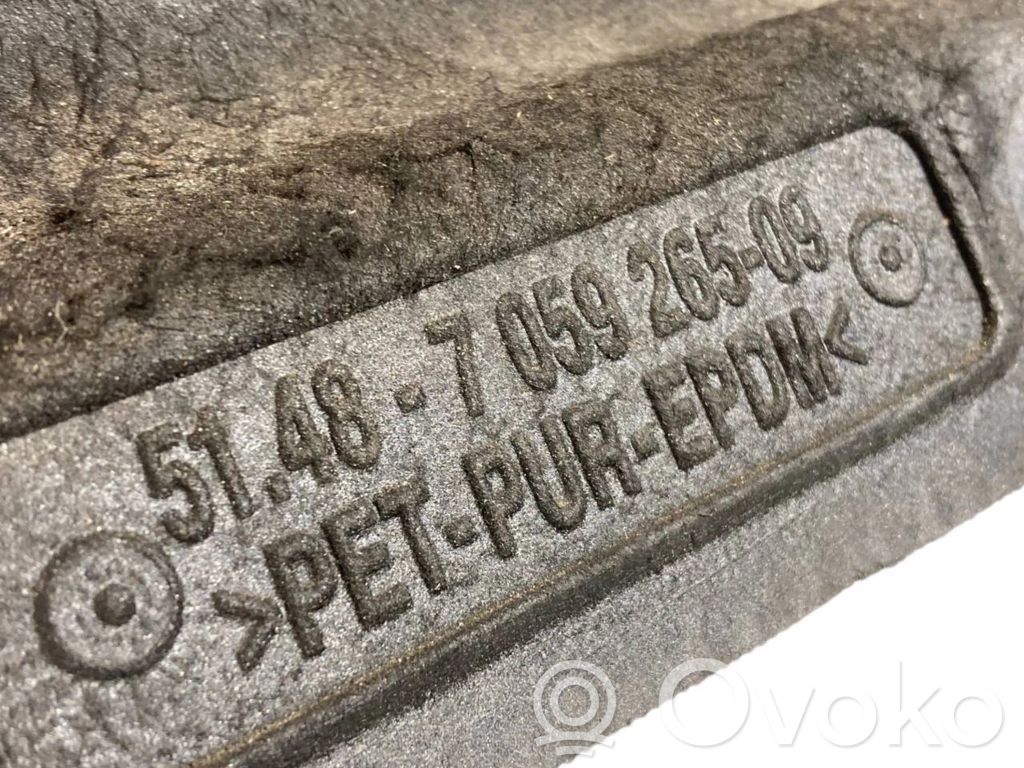 51.48 - 7 059 265-09
>PET-PUR-EPDM<
Ovoko